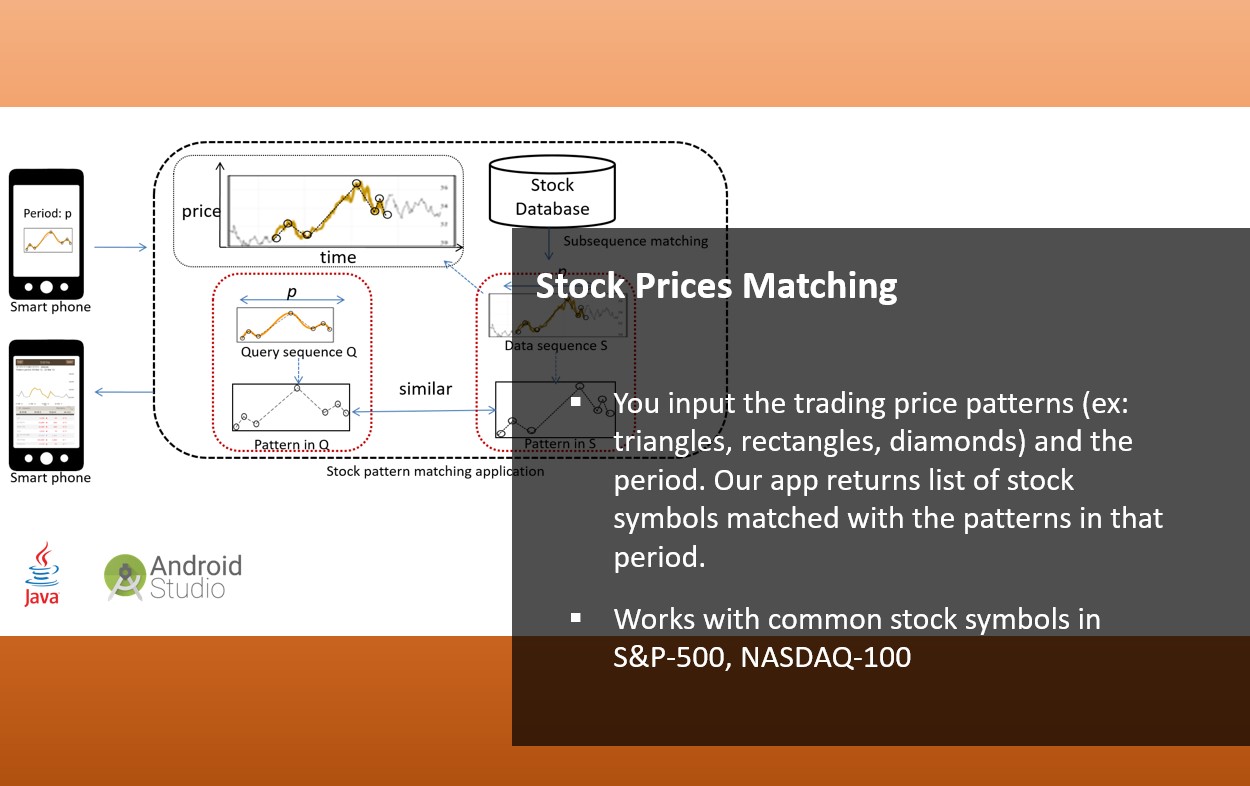 Period: p
Smart phone
Smart phone
price
time
Stock
Database
Subsequence matching
p
Query sequence Q
Pattern in Q
similar
p
Data sequence S
Pattern in S
Stock pattern matching application
Java
Android
Studio
Stock Prices Matching
▪ You input the trading price patterns (ex:
triangles, rectangles, diamonds) and the
period. Our app returns list of stock
symbols matched with the patterns in that
period.
▪ Works with common stock symbols in
S&P-500, NASDAQ-100